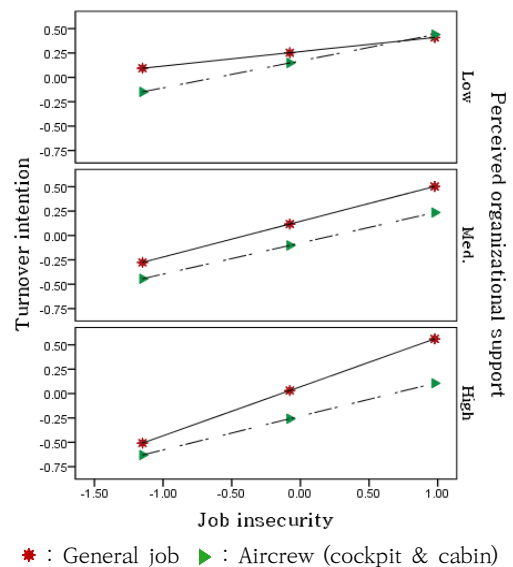 0.50
0.25
0.00
-0.25
-0.50
-0.75
Low
0.50
0.25
0.00
-0.25
-0.50
-0.75
Med.
0.50
0.25
0.00
-0.25
-0.50
-0.75
High
Turnover intention
Perceived organizational support
-1.50 -1.00 -0.50 0.00 0.50 1.00
Job insecurity
: General job : Aircrew (cockpit & cabin)